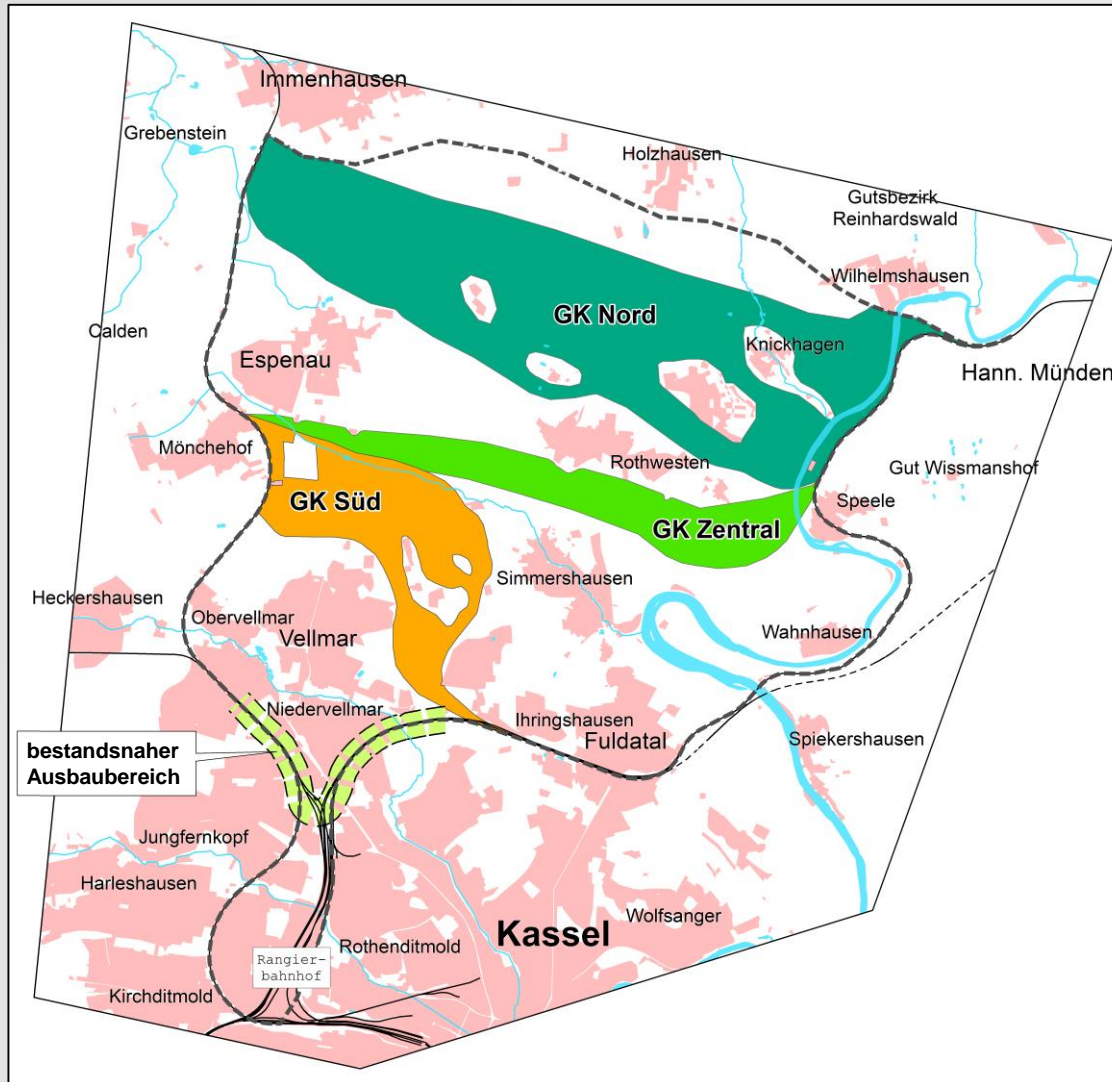 Immenhausen
Grebenstein
Holzhausen
Gutsbezirk
Reinhardswald
Wilhelmshausen
GK Nord
Calden
Knickhagen
Espenau
Hann. Münden
Mönchehof
Rothwesten
Gut Wissmanshof
GK Süd
Speele
GK Zentral
Simmershausen
Heckershausen
Obervellmar
Vellmar
Wahnhausen
Niedervellmar
Ihringshausen
Fuldatal
Spiekershausen
bestandsnaher
Ausbaubereich
Jungfernkopf
Harleshausen
Wolfsanger
Kassel
Rothenditmold
Rangier-
bahnhof
Kirchditmold